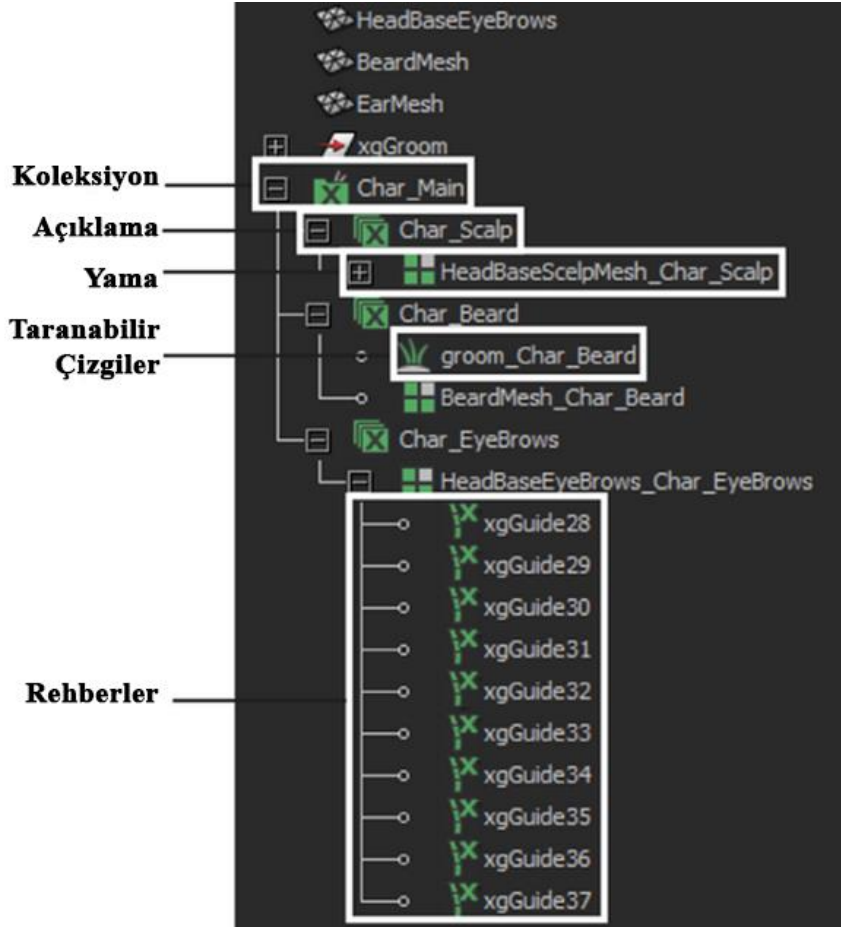 HeadBaseEyeBrows
BeardMesh
EarMesh
xgGroom
Koleksiyon
Char_Main
Açıklama
Char_Scalp
Yama
HeadBaseScelpMesh_Char_Scalp
Char_Beard
Taranabilir
Çizgiler
groom_Char_Beard
BeardMesh_Char_Beard
Char_EyeBrows
HeadBaseEyeBrows_Char_EyeBrows
xgGuide28
xgGuide29
xgGuide30
xgGuide31
Rehberler
xgGuide32
xgGuide33
xgGuide34
xgGuide35
xgGuide36
xgGuide37